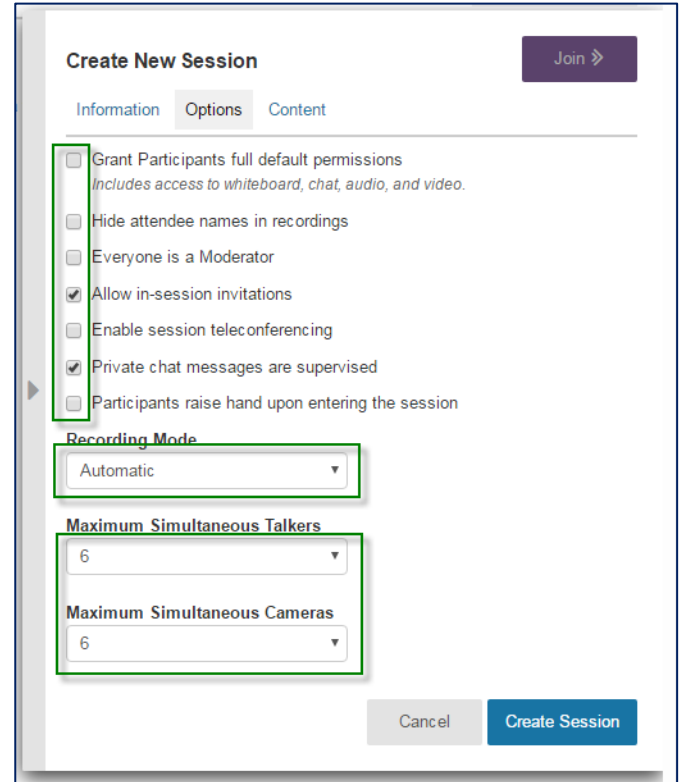 Create New Session
Join
Information Options Content
Grant Participants full default permissions
Includes access to whiteboard, chat, audio, and video.
Hide attendee names in recordings
Everyone is a Moderator
Allow in-session invitations
Enable session teleconferencing
Private chat messages are supervised
Participants raise hand upon entering the session
Recording Mode
Automatic
Maximum Simultaneous Talkers
6
Maximum Simultaneous Cameras
6
Cancel Create Session